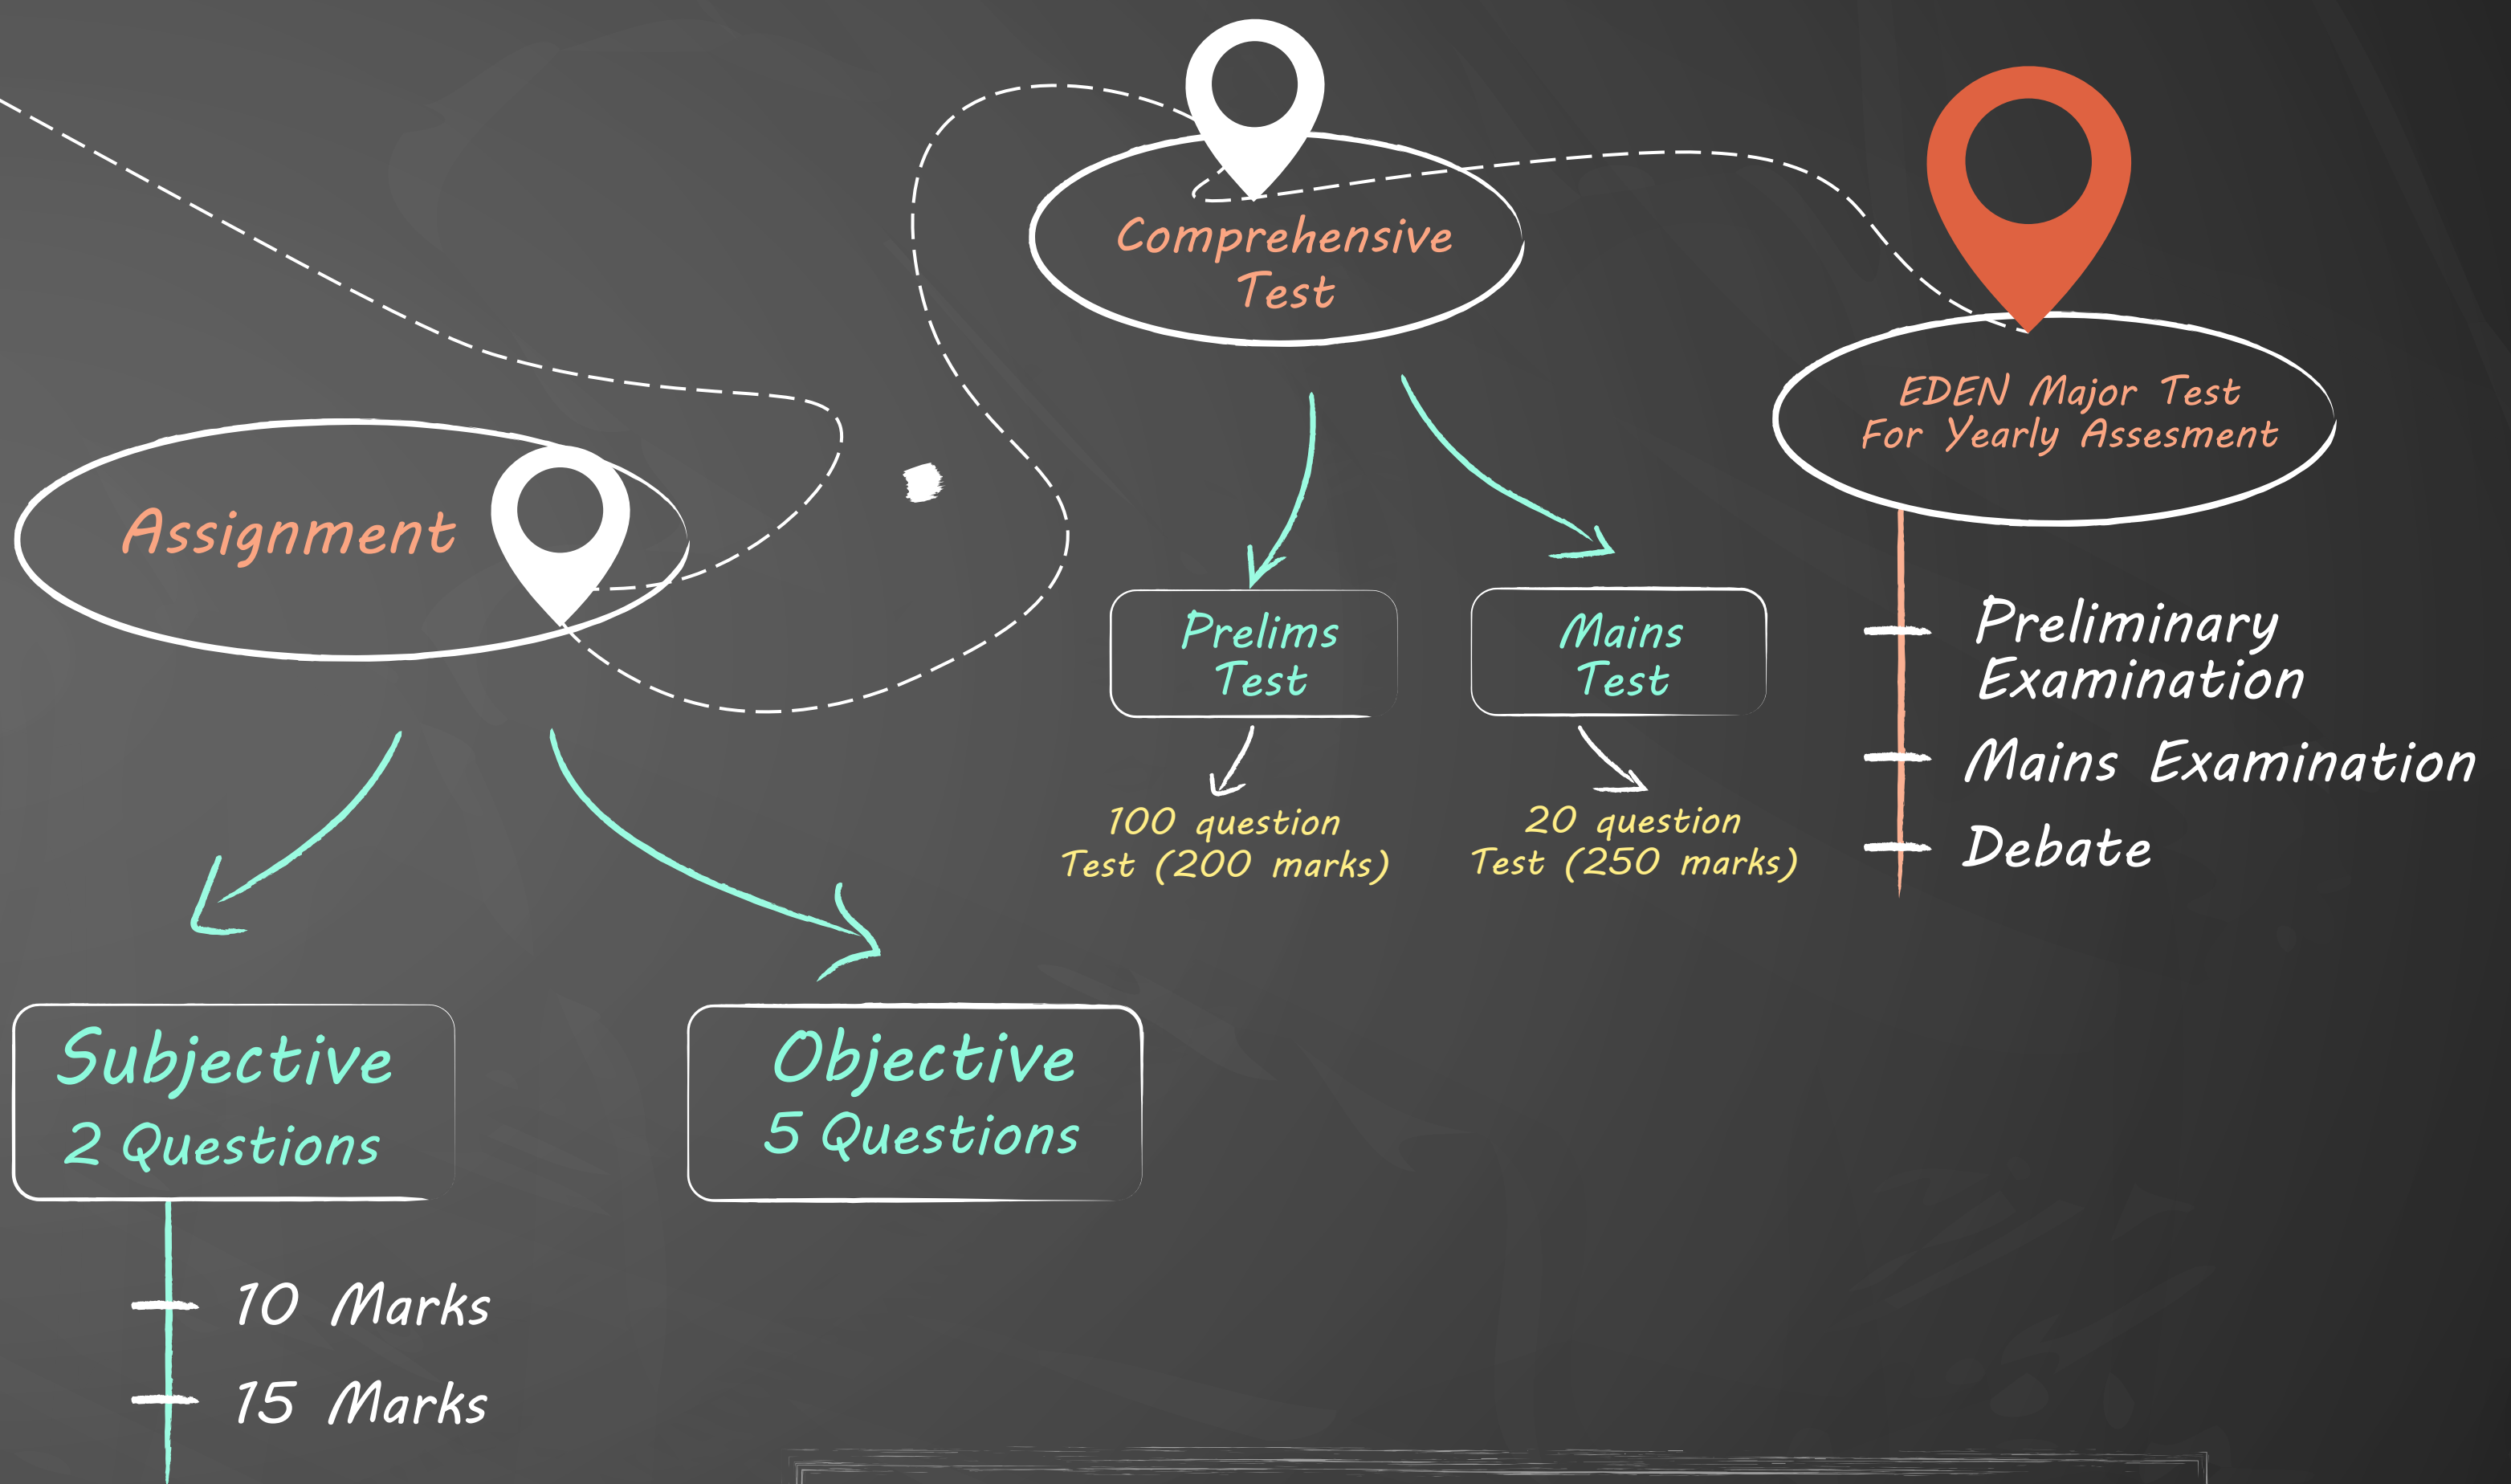 Assignment
Subjective
2 Questions
10 Marks
15 Marks
Objective
5 Questions
Comprehensive
Test
Prelims
Test
100 question
Test (200 marks)
Mains
Test
20 question
Test (250 marks)
EDEN Major Test
For Yearly Assesment
Preliminary
Examination
Mains Examination
Debate